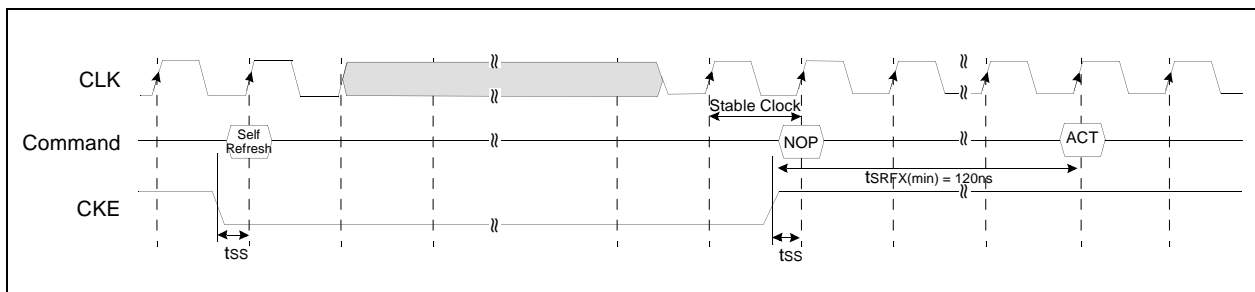 CLK
Stable Clock
Command
Self
Refresh
NOP
ACT
tSRFX(min) = 120ns
CKE
tss
tss